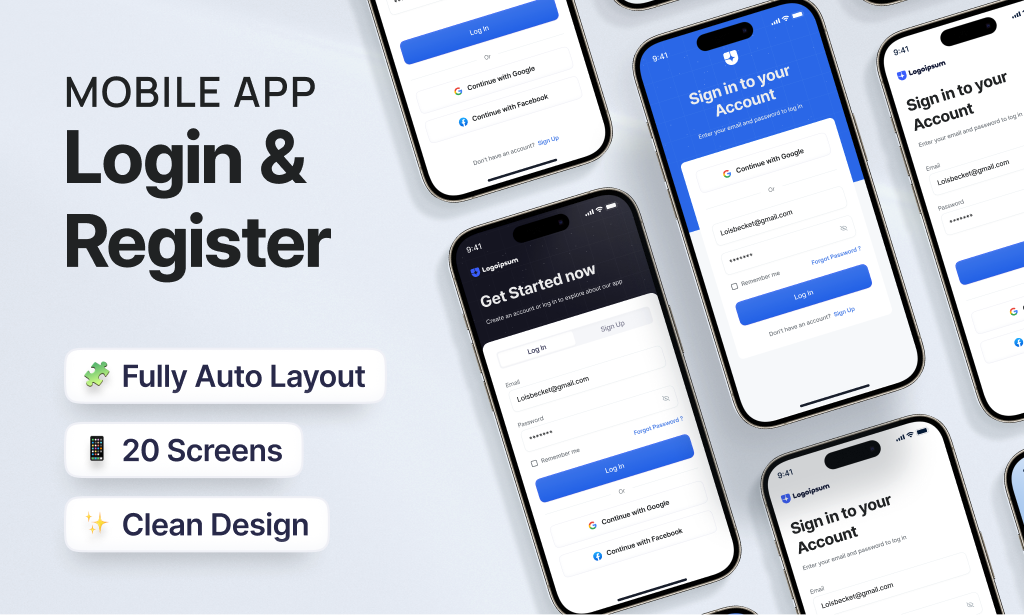 MOBILE APP
Login &
Register
Fully Auto Layout
20 Screens
Clean Design
Log In
Or
Continue with Google
Continue with Facebook
Don't have an account? Sign Up
9:41
Logoipsum
Get Started now
Create an account or log in to explore about our app
Log In
Sign Up
Email
Loisbecket@gmail.com
Password
*******
Remember me
Forgot Password ?
Log In
Or
Continue with Google
Continue with Facebook
9:41
Sign in to your
Account
Enter your email and password to log in
Continue with Google
Or
Loisbecket@gmail.com
*******
Remember me
Forgot Password ?
Log In
Don't have an account? Sign Up
9:41
Logoipsum
Sign in to your
Account
Enter your email and password to log in
Email
Loisbecket@gmail.com
Password
*******
9:41
Logoipsum
Sign in to your
Account
Enter your email and password to log in
Email
Loisbecket@gmail.com